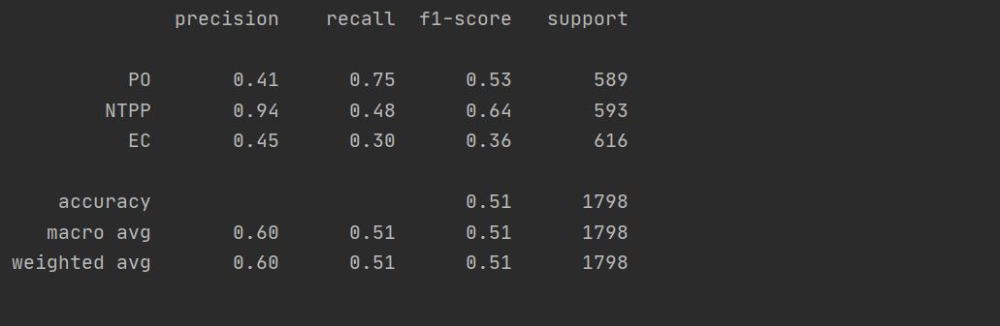 precision recall f1-score support
PO 0.41 0.75 0.53 589
NTPP 0.94 0.48 0.64 593
EC 0.45 0.30 0.36 616
accuracy 0.51 1798
macro avg 0.60 0.51 0.51 1798
weighted avg 0.60 0.51 0.51 1798